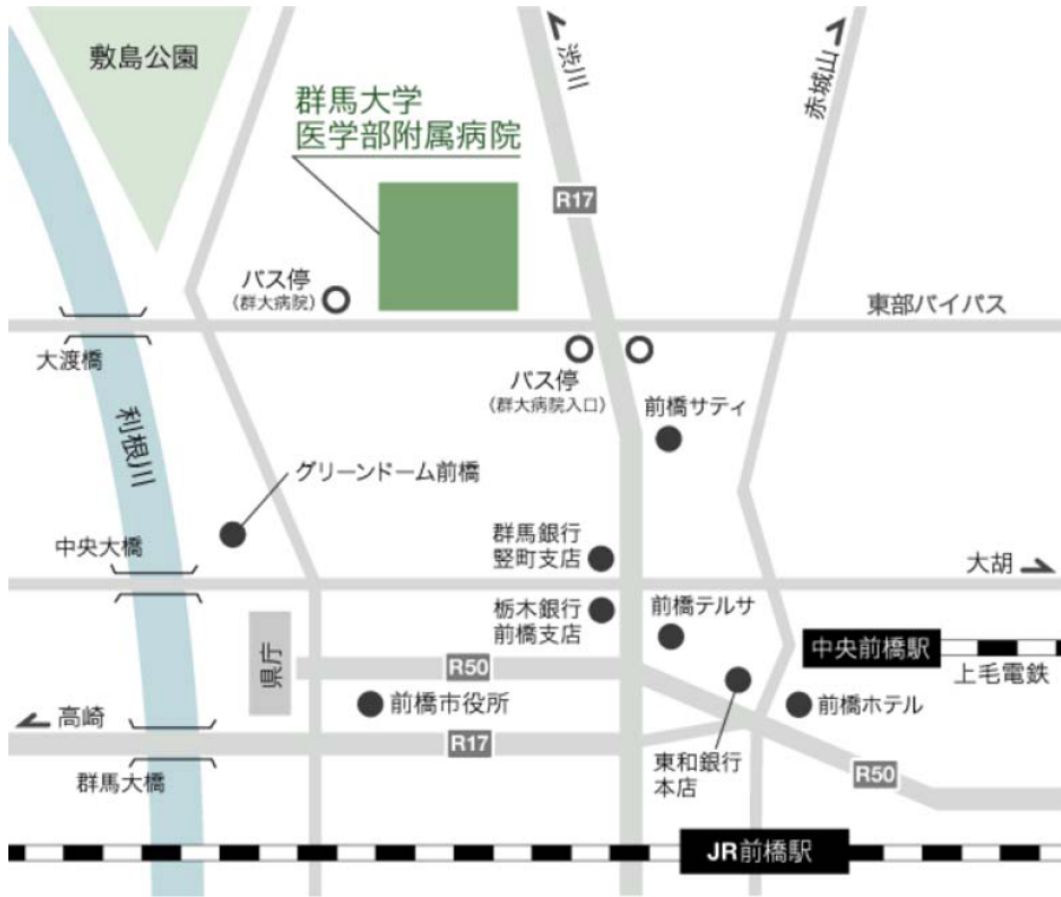 敷島公園
群馬大学
医学部附属病院
渋川
赤城山
R17
バス停
(群大病院)
東部バイパス
大渡橋
バス停
(群大病院入口)
前橋サティ
利根川
グリーンドーム前橋
群馬銀行
竪町支店
中央大橋
大胡
栃木銀行
前橋支店
前橋テルサ
県庁
中央前橋駅
R50
上毛電鉄
前橋市役所
高崎
前橋ホテル
R17
東和銀行
本店
群馬大橋
R50
JR前橋駅